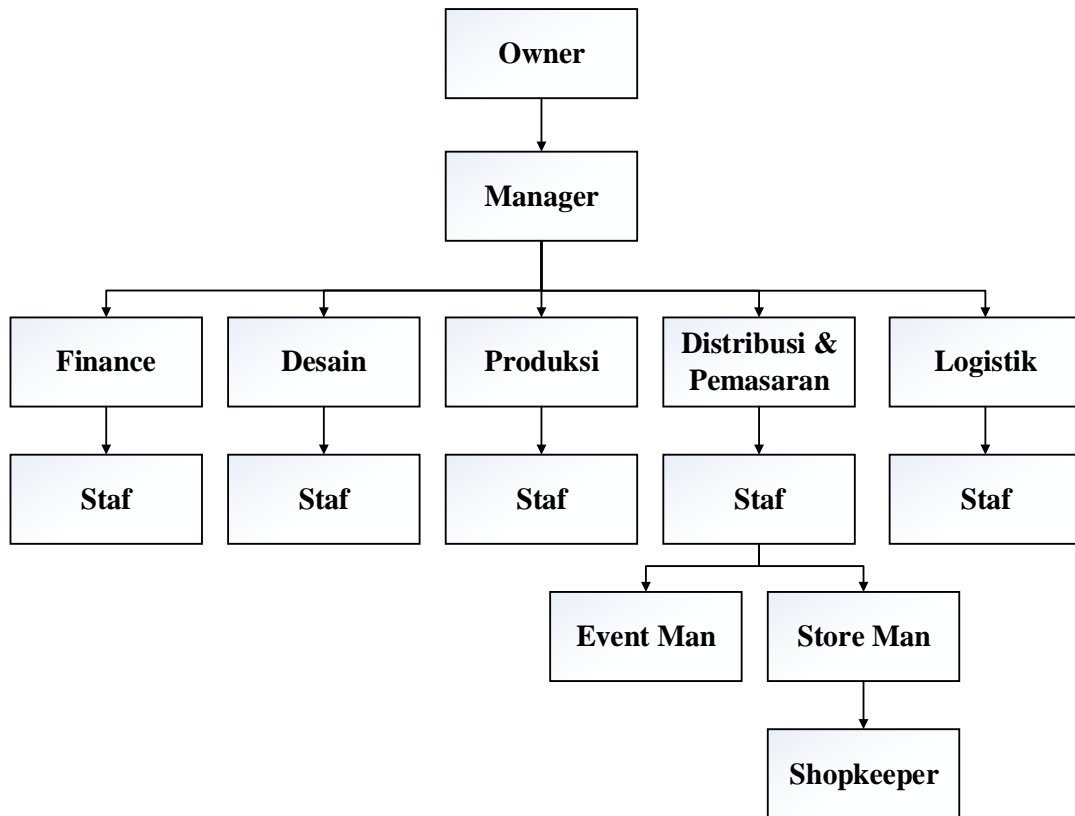 Owner
Manager
Finance
Desain
Produksi
Distribusi &
Pemasaran
Logistik
Staf
Staf
Staf
Staf
Staf
Event Man
Store Man
Shopkeeper